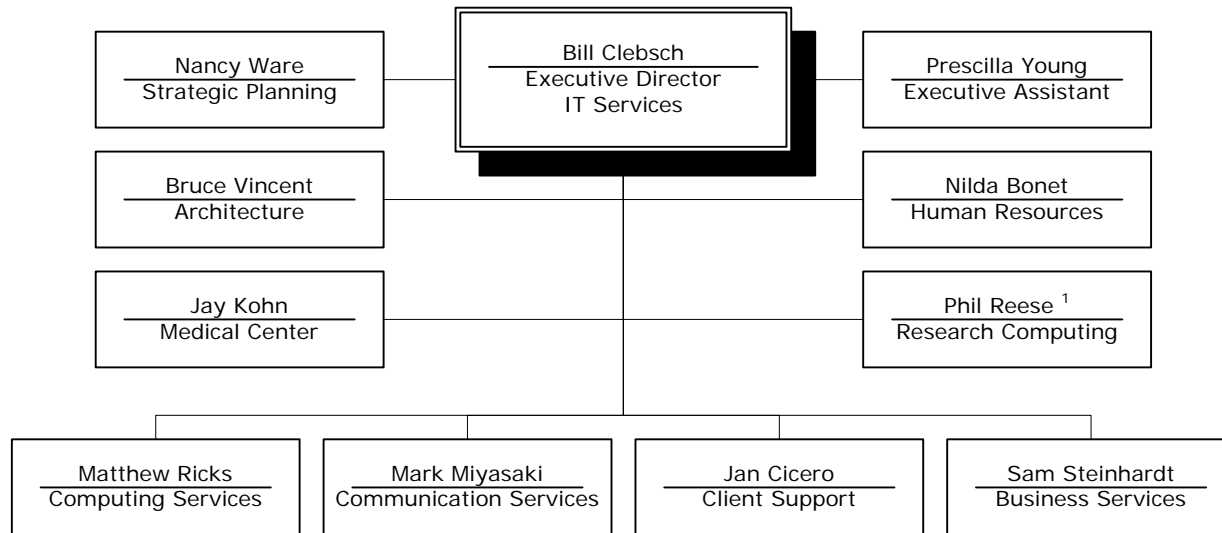 Bill Clebsch
Executive Director
IT Services
Nancy Ware
Strategic Planning
Prescilla Young
Executive Assistant
Bruce Vincent
Architecture
Nilda Bonet
Human Resources
Jay Kohn
Medical Center
Phil Reese ¹
Research Computing
Matthew Ricks
Computing Services
Mark Miyasaki
Communication Services
Jan Cicero
Client Support
Sam Steinhardt
Business Services